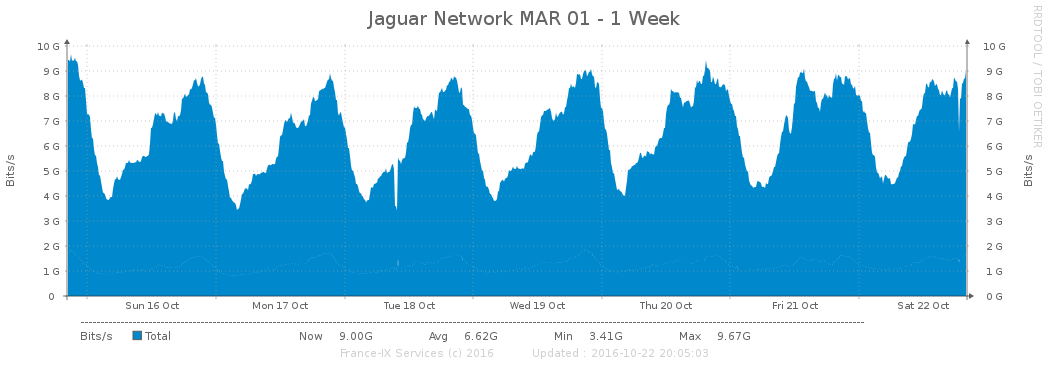 Jaguar Network MAR 01 - 1 Week
RRDTOOL / TOBI OETIKER
Bits/s
10 G 10 G
9 G 9 G
8 G 8 G
7 G 7 G
6 G 6 G
5 G 5 G
4 G 4 G
3 G 3 G
2 G 2 G
1 G 1 G
0 0 G
Bits/s
Sun 16 Oct Mon 17 Oct Tue 18 Oct Wed 19 Oct Thu 20 Oct Fri 21 Oct Sat 22 Oct
Bits/s Total Now 9.00G Avg 6.62G Min 3.41G Max 9.67G
France-IX Services (c) 2016 Updated : 2016-10-22 20:05:03